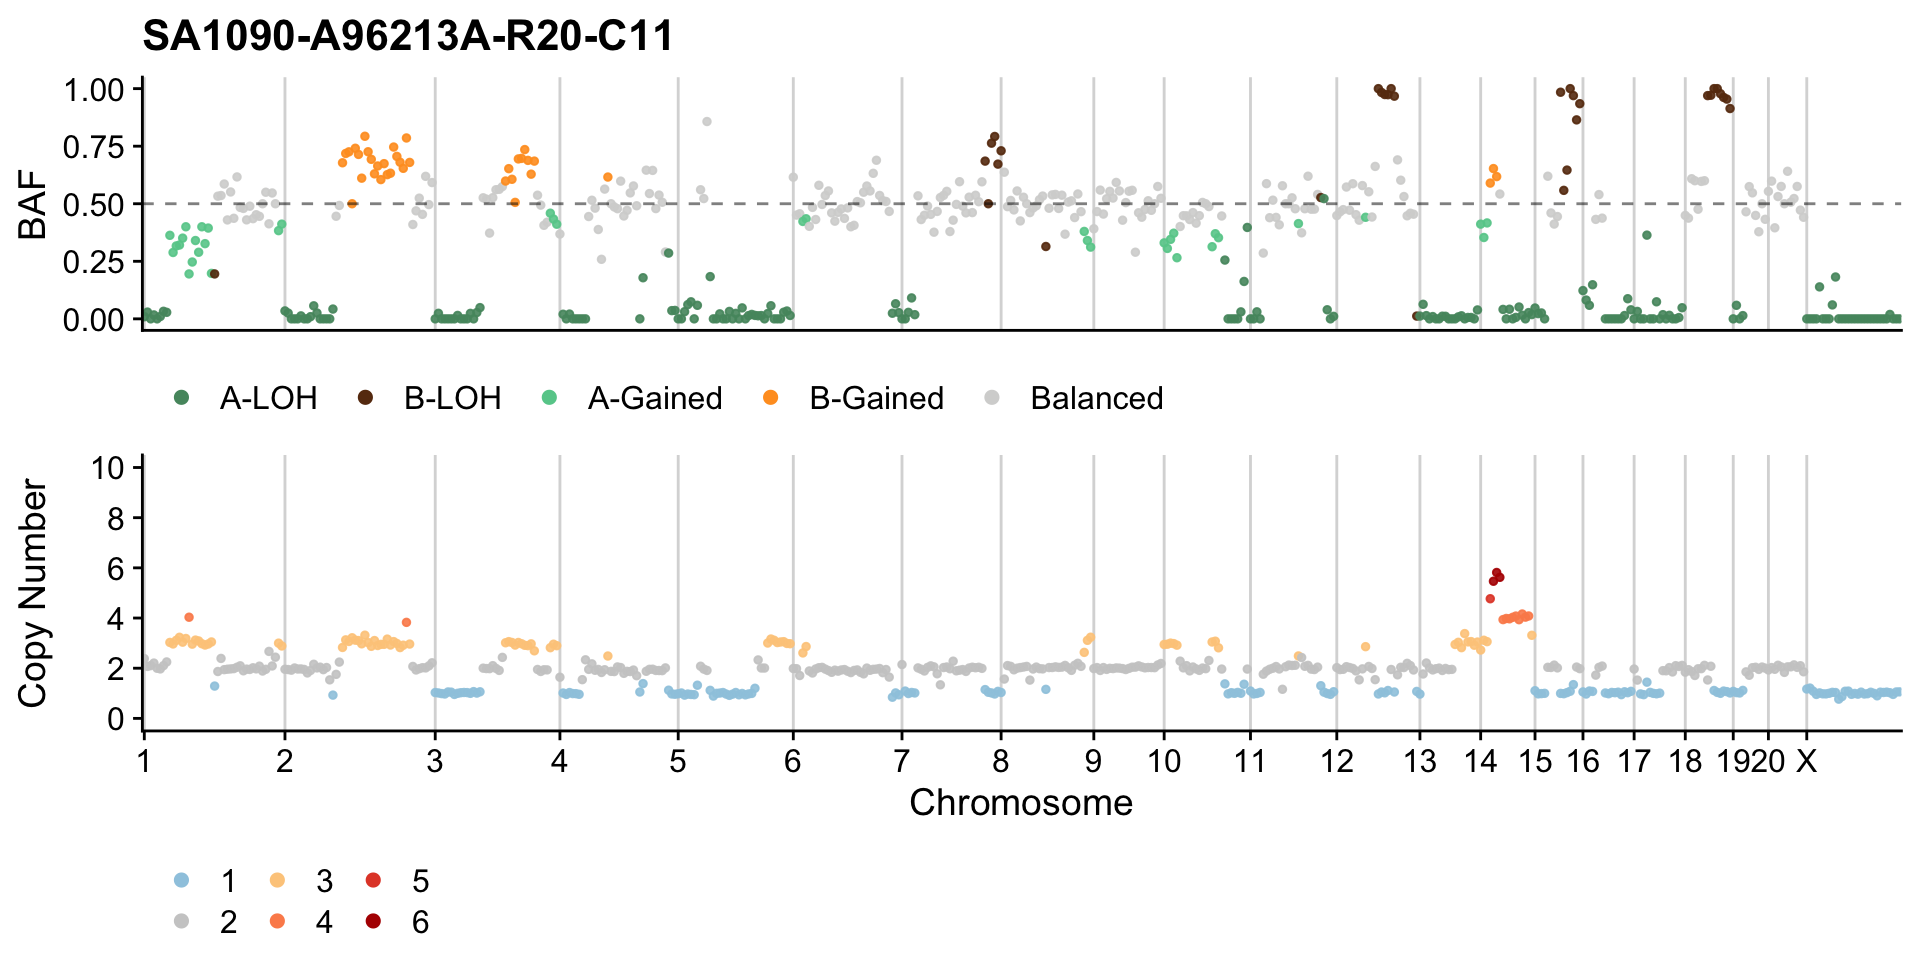 SA1090-A96213A-R20-C11
1.00
0.75
0.50
0.25
0.00
BAF
A-LOH B-LOH A-Gained B-Gained Balanced
10
8
6
4
2
0
Copy Number
1 2 3 4 5 6 7 8 9 10 11 12 13 14 15 16 17 18 19 20 X
Chromosome
1 3 5
2 4 6